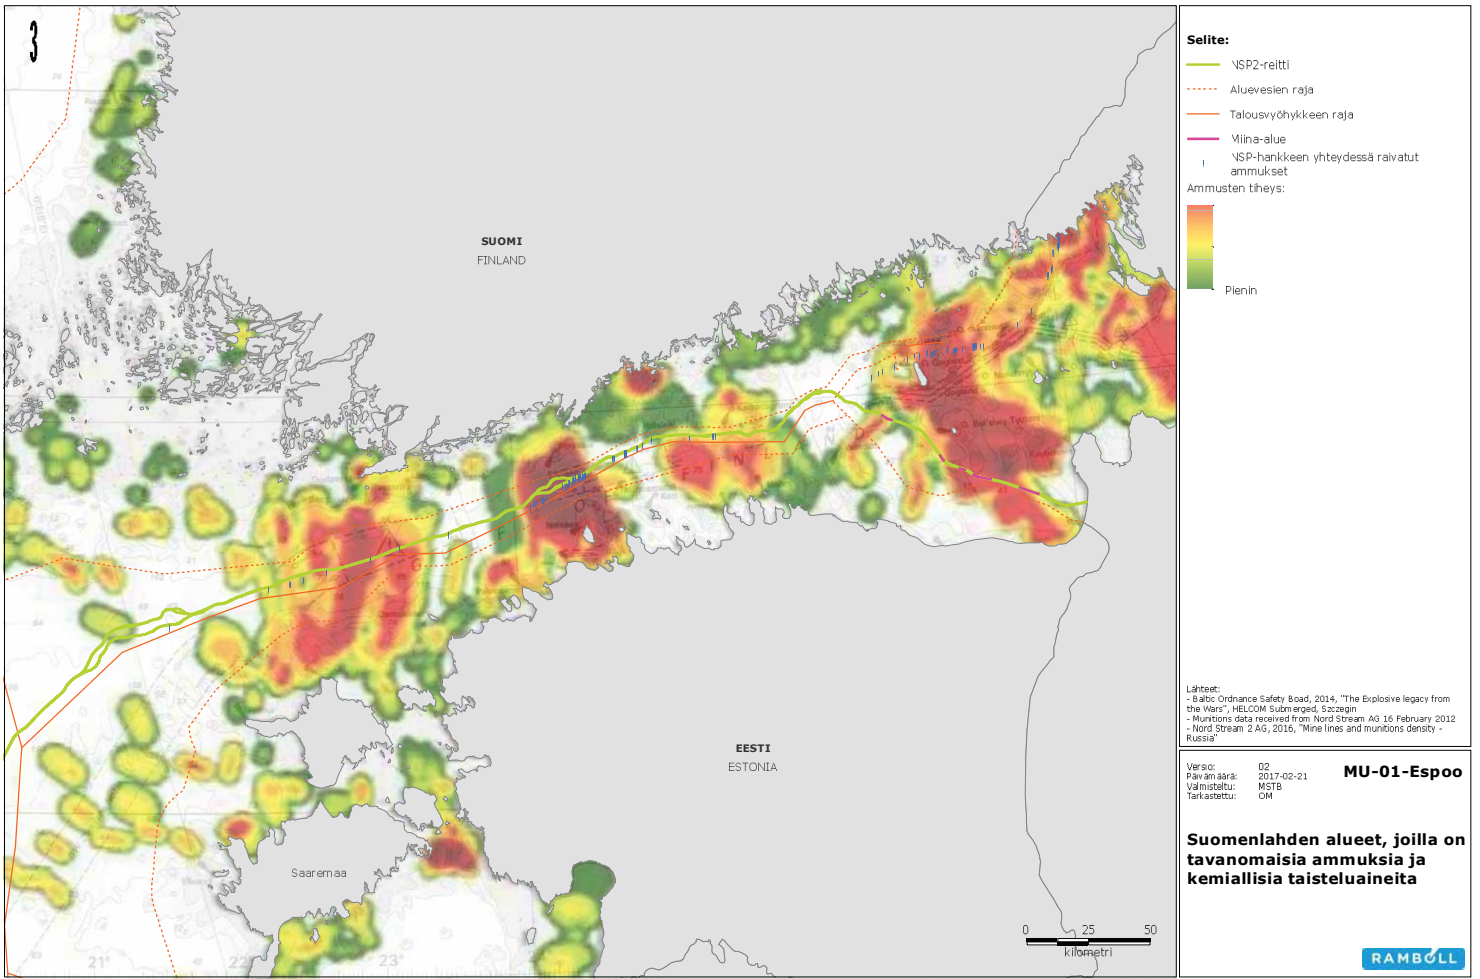 SUOMI
FINLAND
EESTI
ESTONIA
Saaremaa
21°
22°
23°
0 25 50
kilometri
Selite:
NSP2-reitti
Aluevesien raja
Talousvyöhykkeen raja
Miina-alue
NSP-hankkeen yhteydessä raivatut
ammukset
Ammusten tiheys:
Pienin
Lähteet:
- Baltic Ordnance Safety Boad, 2014, "The Explosive legacy from
the Wars", HELCOM Submerged, Szczegin
- Munitions data received from Nord Stream AG 16 February 2012
- Nord Stream 2 AG, 2016, "Mine lines and munitions density -
Russia"
Versio: 02
Päivämäärä: 2017-02-21
Valmisteltu: MSTB
Tarkastettu: OM
MU-01-Espoo
Suomenlahden alueet, joilla on
tavanomaisia ammuksia ja
kemiallisia taisteluaineita
RAMBOLL